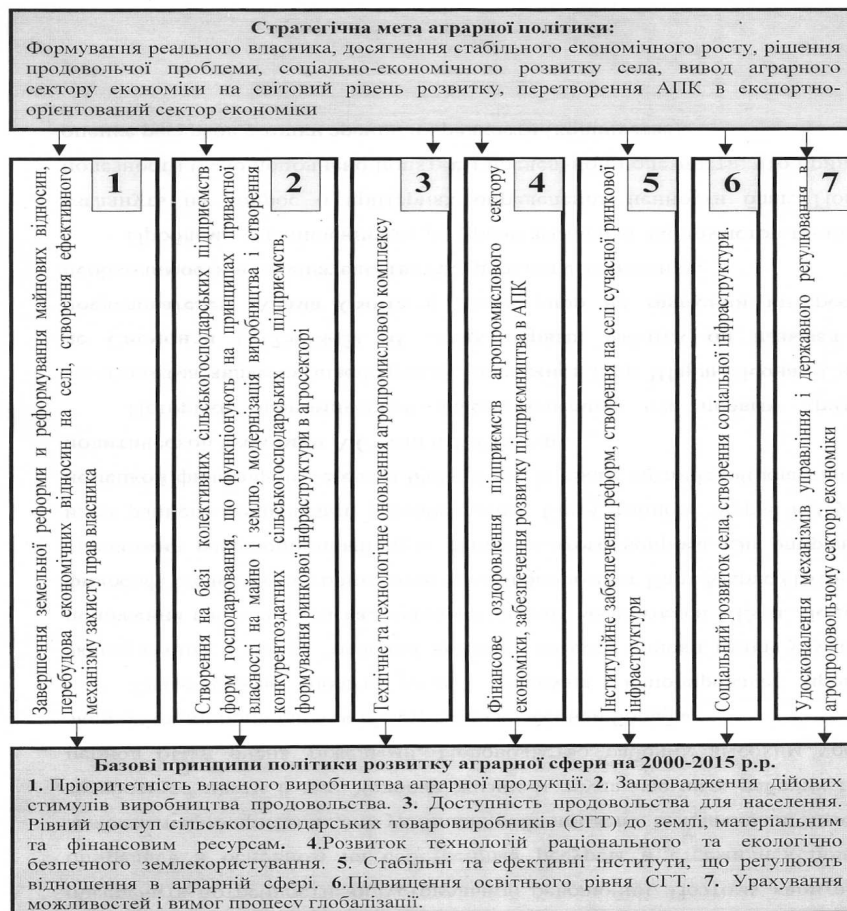 Стратегічна мета аграрної політики:
Формування реального власника, досягнення стабільного економічного росту, рішення
продовольчої проблеми, соціально-економічного розвитку села, вивод аграрного
сектору економіки на світовий рівень розвитку, перетворення АПК в експортно-
орієнтований сектор економіки
1
Завершення земельної реформи и реформування майнових відносин,
перебудова економічних відносин на селі, створення ефективного
механізму захисту прав власника
2
Створення на базі колективних сільськогосподарських підприємств
форм господарювання, що функціонують на принципах приватної
власності на майно і землю, модернізація виробництва і створення
конкурентоздатних сільськогосподарських підприємств,
формування ринкової інфраструктури в агросекторі
3
Технічне та технологічне оновлення агропромислового комплексу
4
Фінансове оздоровлення підприємств агропромислового сектору
економіки, забезпечення розвитку підприємництва в АПК
5
Інституційне забезпечення реформ, створення на селі сучасної ринкової
інфраструктури
6
Соціальний розвиток села, створення соціальної інфраструктури.
7
Удосконалення механізмів управління і державного регулювання в
агропродовольчому секторі економіки
Базові принципи політики розвитку аграрної сфери на 2000-2015 р.р.
1. Пріоритетність власного виробництва аграрної продукції. 2. Запровадження дійових
стимулів виробництва продовольства. 3. Доступність продовольства для населення.
Рівний доступ сільськогосподарських товаровиробників (СГТ) до землі, матеріальним
та фінансовим ресурсам. 4.Розвиток технологій раціонального та екологічно
безпечного землекористування. 5. Стабільні та ефективні інститути, що регулюють
відношення в аграрній сфері. 6.Підвищення освітнього рівня СГТ. 7. Урахування
можливостей і вимог процесу глобалізації.